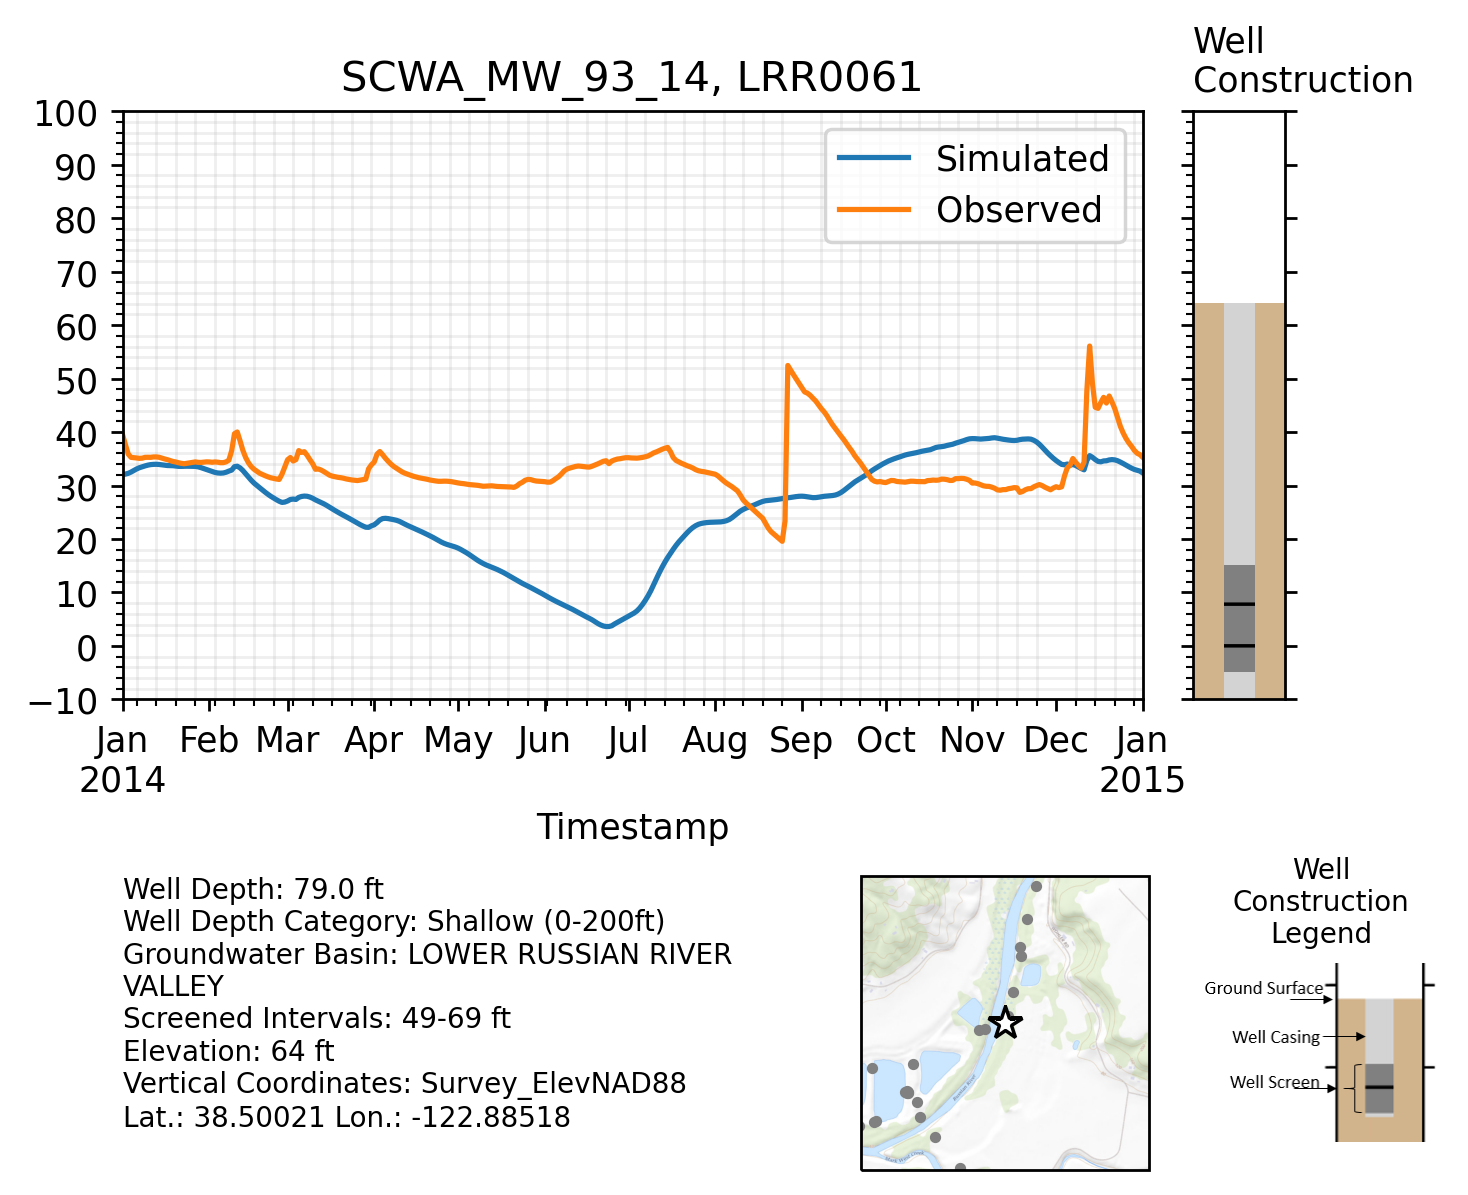 Well
Construction
SCWA_MW_93_14, LRR0061
100
90
80
70
60
50
40
30
20
10
0
−10
Simulated
Observed
Jan Feb Mar Apr May Jun Jul Aug Sep Oct Nov Dec Jan
2014 2015
Timestamp
Well Depth: 79.0 ft
Well Depth Category: Shallow (0-200ft)
Groundwater Basin: LOWER RUSSIAN RIVER
VALLEY
Screened Intervals: 49-69 ft
Elevation: 64 ft
Vertical Coordinates: Survey_ElevNAD88
Lat.: 38.50021 Lon.: -122.88518
Well
Construction
Legend
Ground Surface
Well Casing
Well Screen